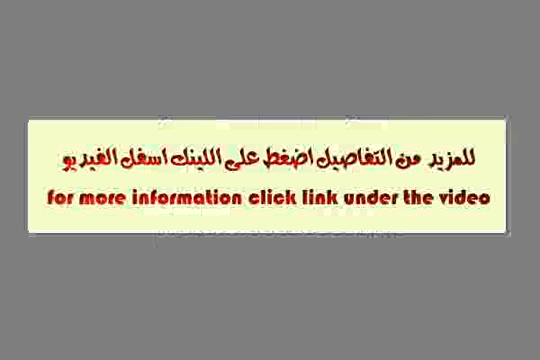 للمزيد من التفاصيل اضغط على اللينك اسفل الفيديو
for more information click link under the video